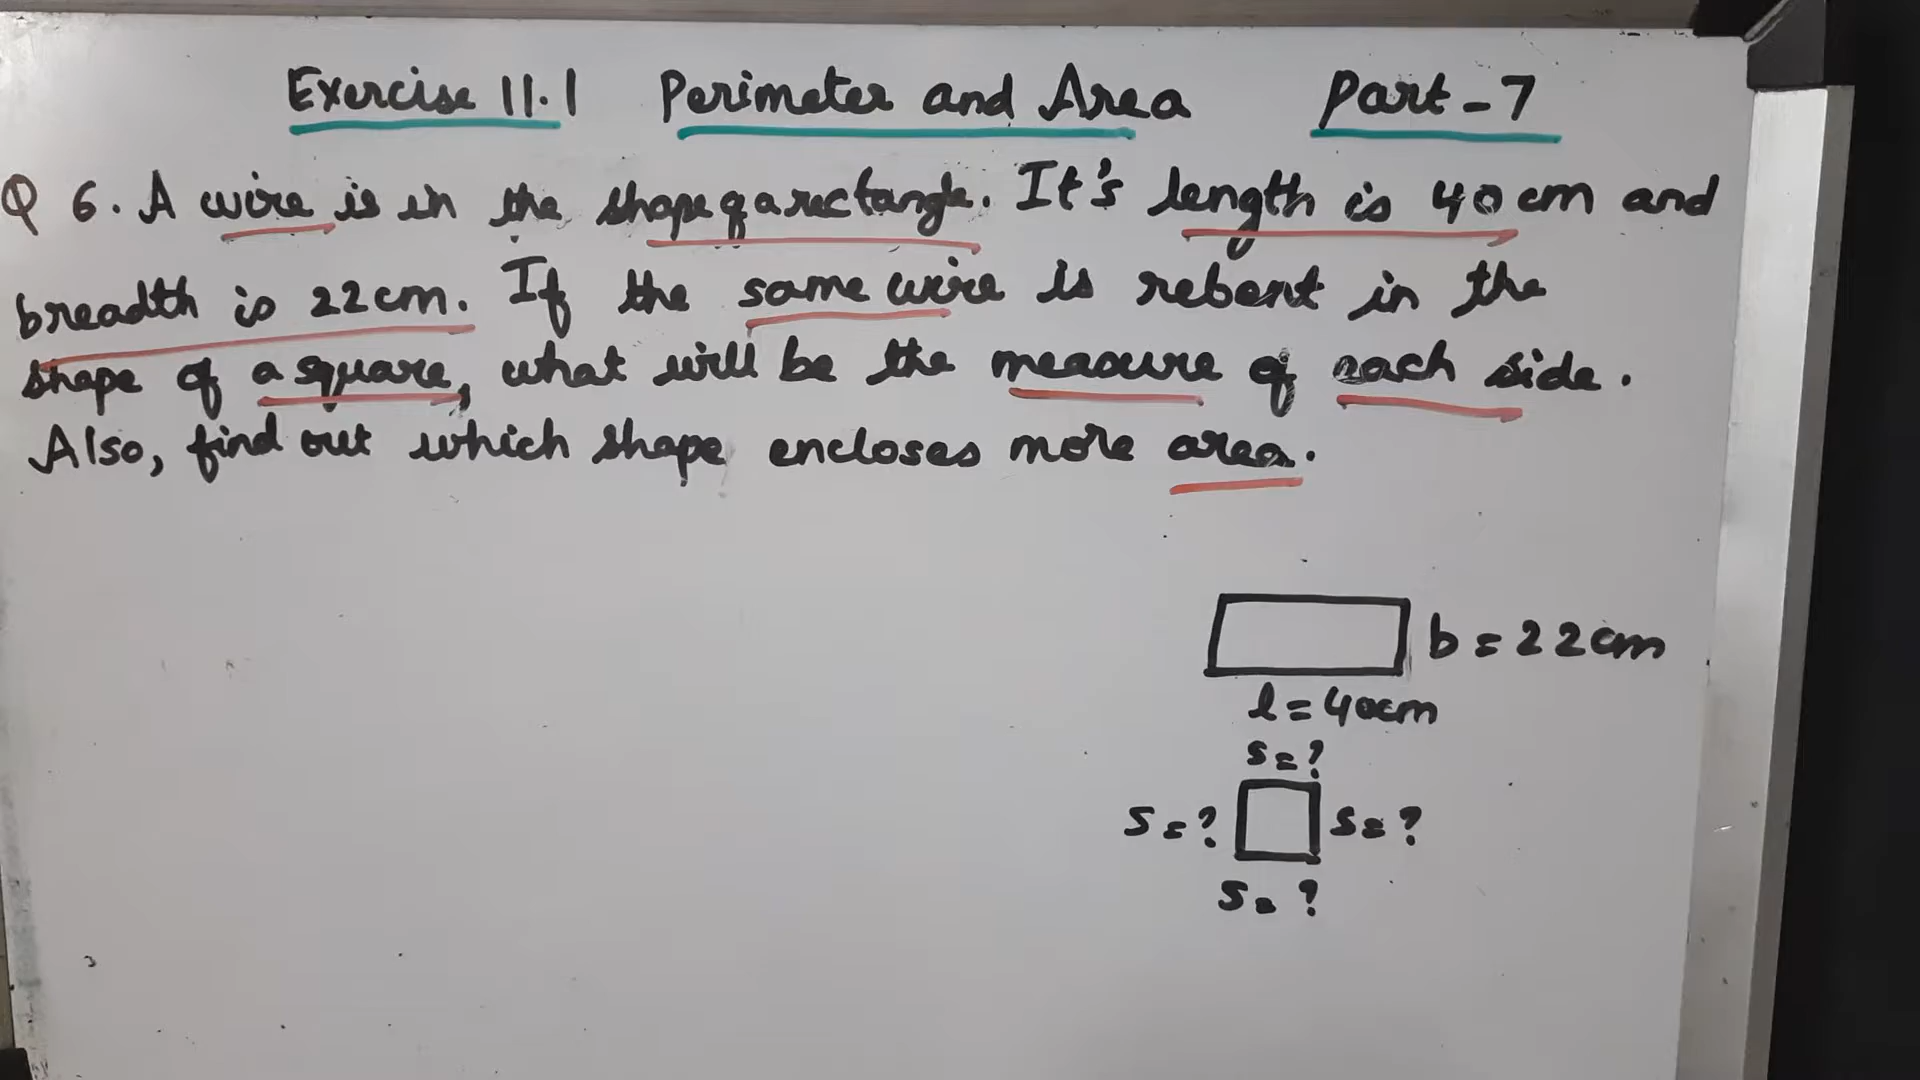 Exercise 11.1 Perimeter and Area Part-7
Q 6. A wire is in the shape of a rectangle. It's length is 40cm and
breadth is 22cm. If the same wire is rebent in the
shape of a square, what will be the measure of each side.
Also, find out which shape encloses more area.
b = 22cm
l = 40cm
s = ?
s = ? s = ?
s = ?